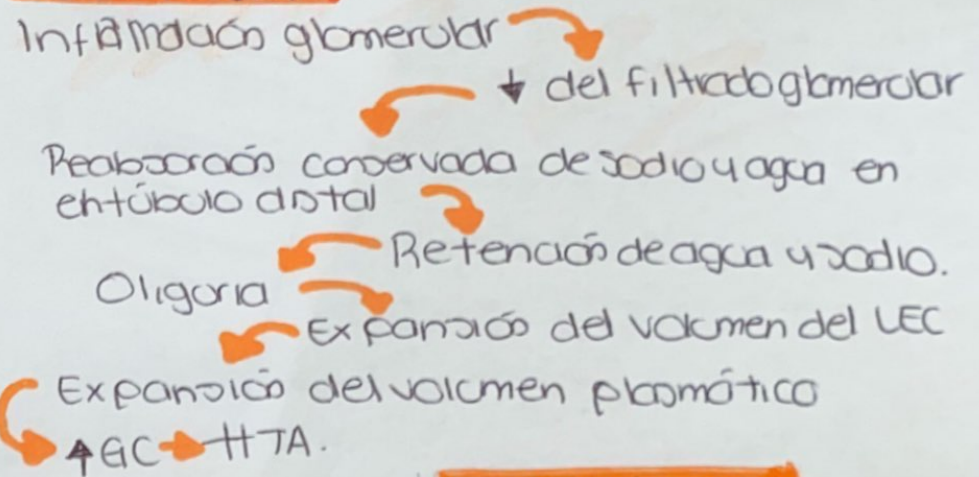 Inflamación glomerular
↓ del filtrado glomerular
Reabsorción conservada de sodio y agua en
el túbulo distal
Retención de agua y sodio.
Oliguria
Expansión del volumen del LEC
Expansión del volumen plasmático
↑ GC → HTA.